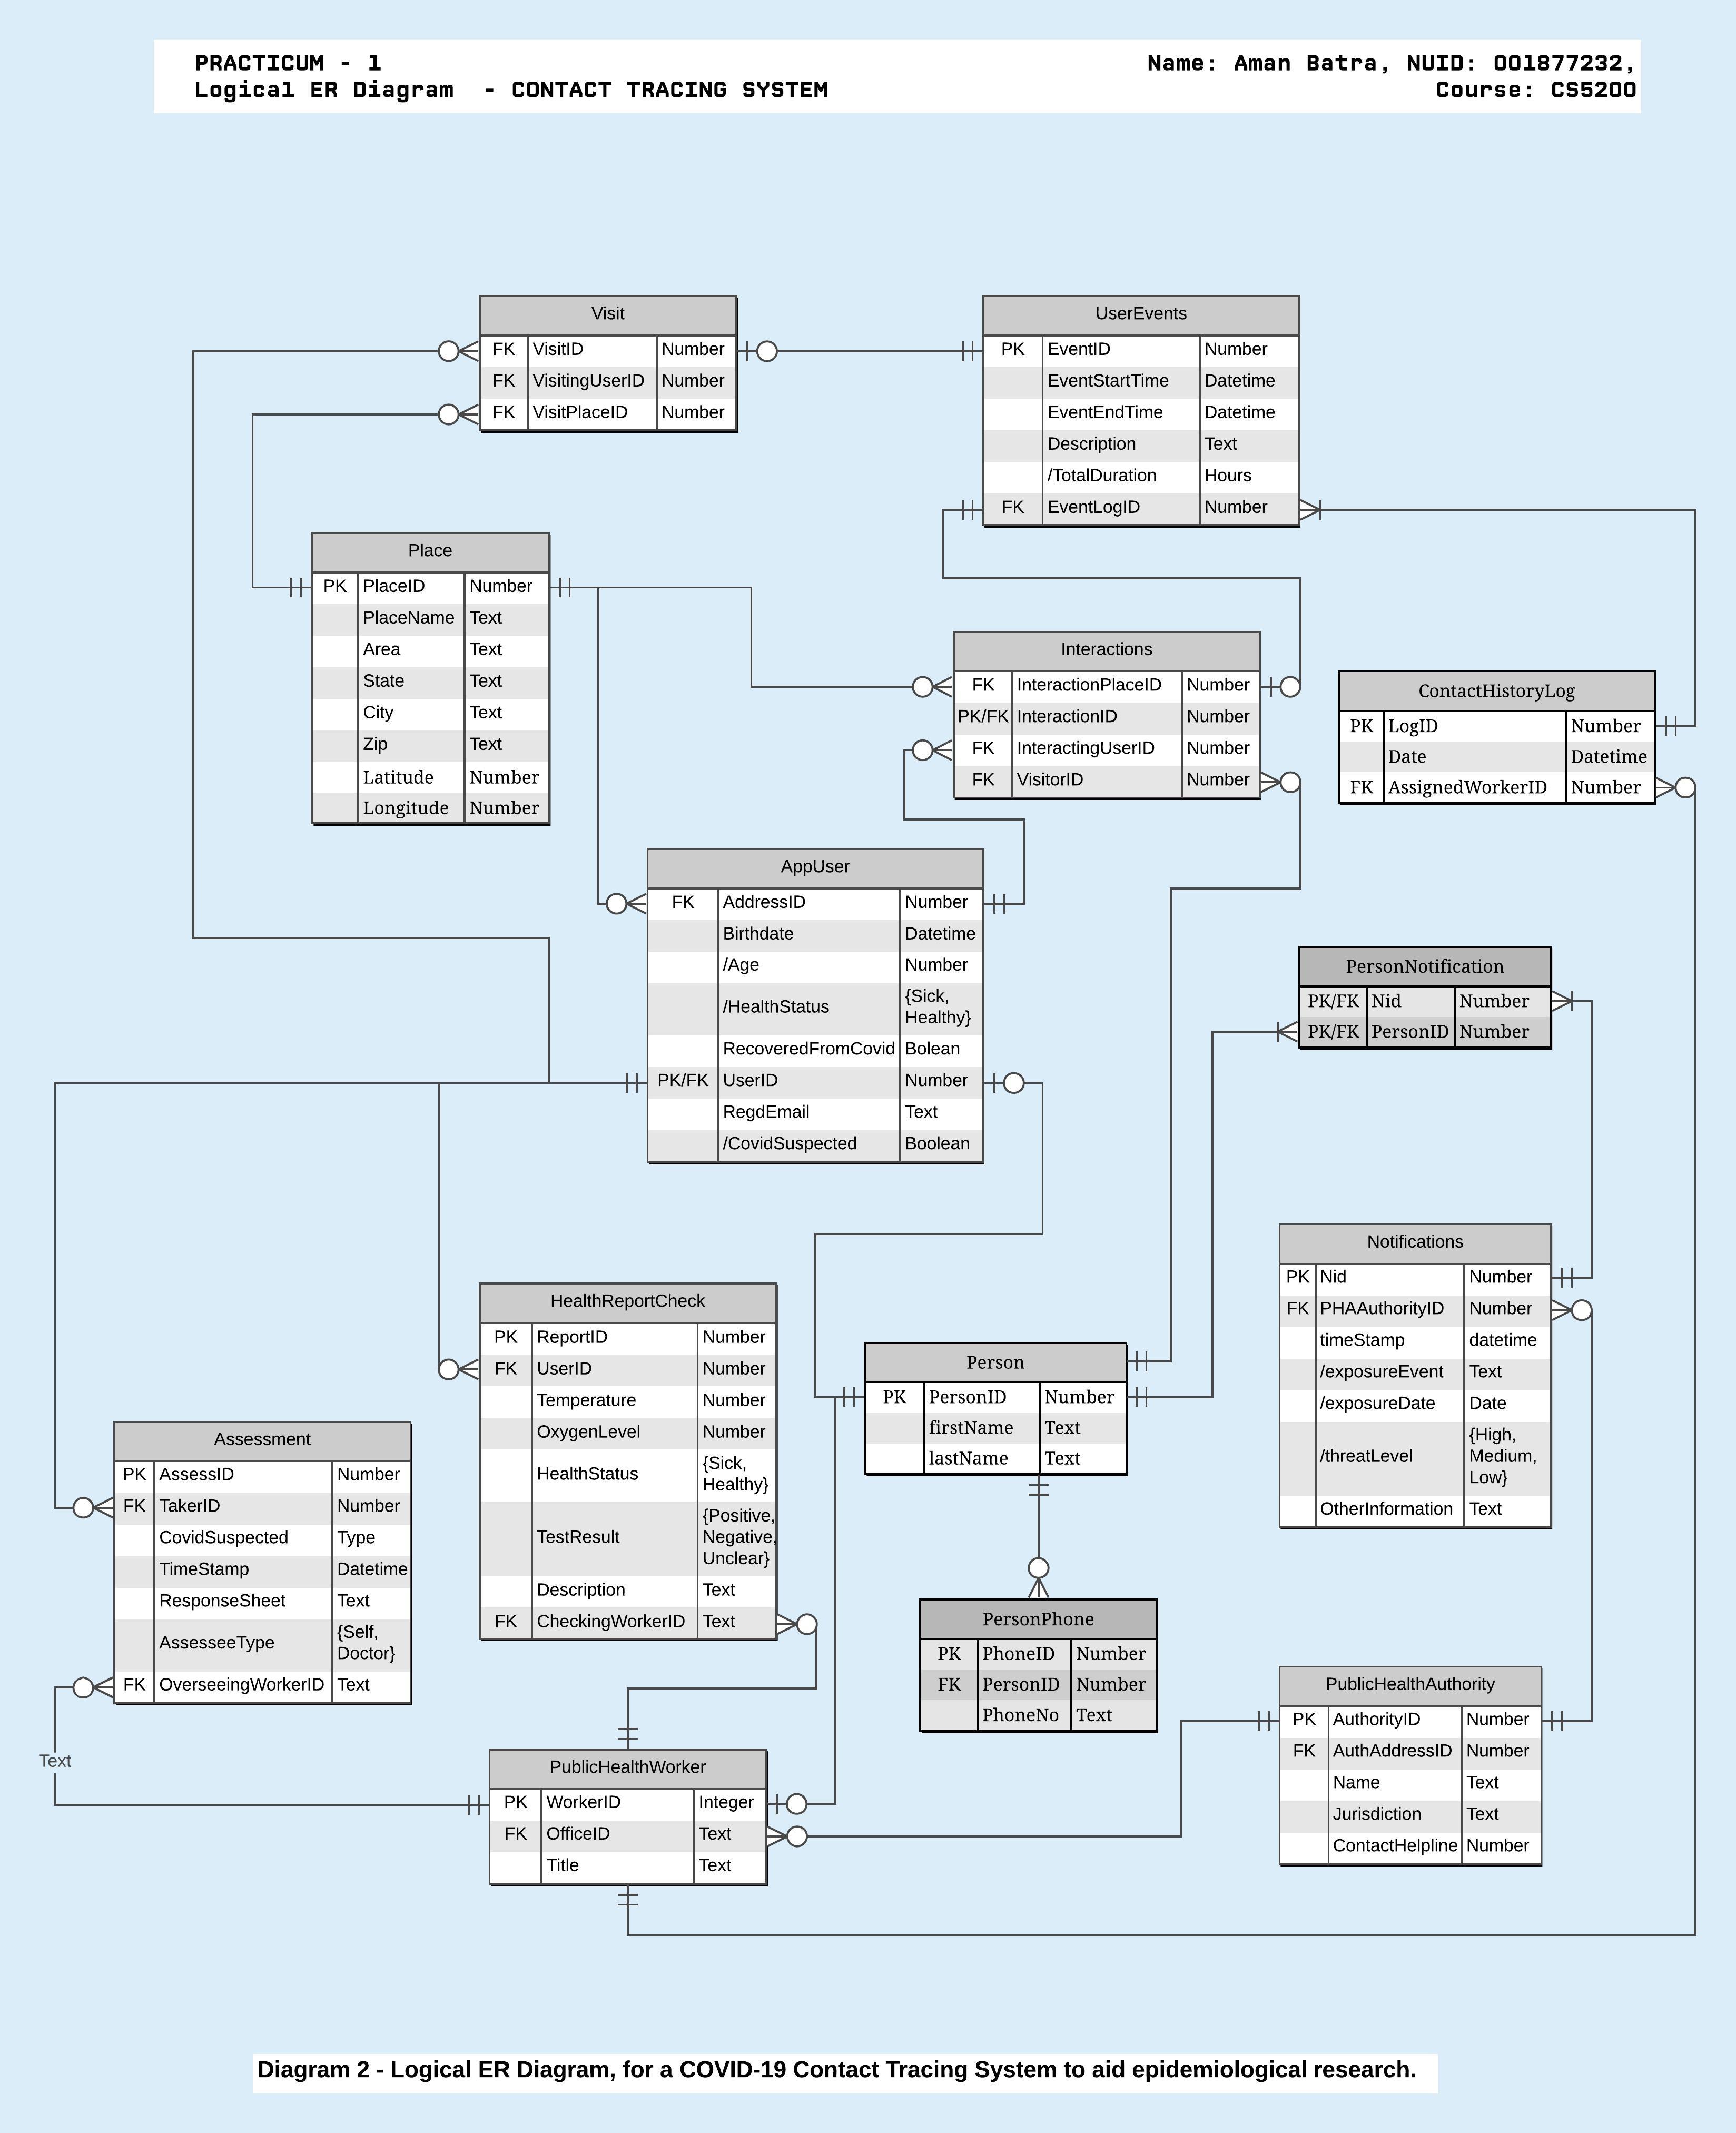 PRACTICUM - 1
Logical ER Diagram - CONTACT TRACING SYSTEM
Name: Aman Batra, NUID: 001877232,
Course: CS5200
Visit
FK VisitID Number
FK VisitingUserID Number
FK VisitPlaceID Number
UserEvents
PK EventID Number
EventStartTime Datetime
EventEndTime Datetime
Description Text
/TotalDuration Hours
FK EventLogID Number
Place
PK PlaceID Number
PlaceName Text
Area Text
State Text
City Text
Zip Text
Latitude Number
Longitude Number
Interactions
FK InteractionPlaceID Number
PK/FK InteractionID Number
FK InteractingUserID Number
FK VisitorID Number
ContactHistoryLog
PK LogID Number
Date Datetime
FK AssignedWorkerID Number
AppUser
FK AddressID Number
Birthdate Datetime
/Age Number
/HealthStatus {Sick,
Healthy}
RecoveredFromCovid Bolean
PK/FK UserID Number
RegdEmail Text
/CovidSuspected Boolean
PersonNotification
PK/FK Nid Number
PK/FK PersonID Number
Notifications
PK Nid Number
FK PHAAuthorityID Number
timeStamp datetime
/exposureEvent Text
/exposureDate Date
/threatLevel {High,
Medium,
Low}
OtherInformation Text
HealthReportCheck
PK ReportID Number
FK UserID Number
Temperature Number
OxygenLevel Number
HealthStatus {Sick,
Healthy}
TestResult {Positive,
Negative,
Unclear}
Description Text
FK CheckingWorkerID Text
Person
PK PersonID Number
firstName Text
lastName Text
Assessment
PK AssessID Number
FK TakerID Number
CovidSuspected Type
TimeStamp Datetime
ResponseSheet Text
AssesseeType {Self,
Doctor}
FK OverseeingWorkerID Text
PersonPhone
PK PhoneID Number
FK PersonID Number
PhoneNo Text
PublicHealthAuthority
PK AuthorityID Number
FK AuthAddressID Number
Name Text
Jurisdiction Text
ContactHelpline Number
Text
PublicHealthWorker
PK WorkerID Integer
FK OfficeID Text
Title Text
Diagram 2 - Logical ER Diagram, for a COVID-19 Contact Tracing System to aid epidemiological research.